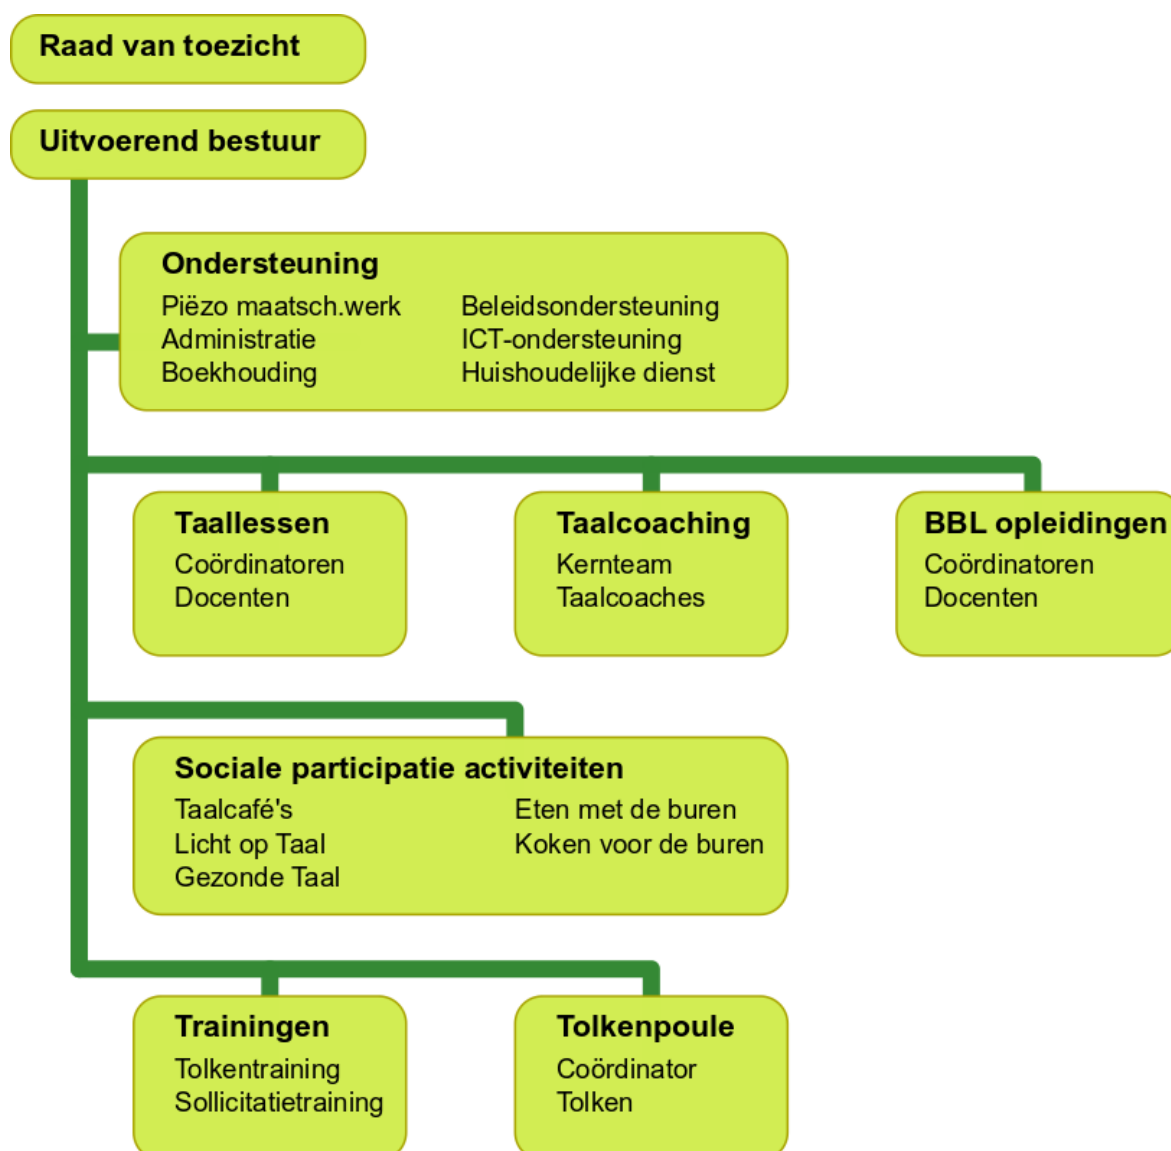 Raad van toezicht
Uitvoerend bestuur
Ondersteuning
Piëzo maatsch.werk
Administratie
Boekhouding
Beleidsondersteuning
ICT-ondersteuning
Huishoudelijke dienst
Taallessen
Coördinatoren
Docenten
Taalcoaching
Kernteam
Taalcoaches
BBL opleidingen
Coördinatoren
Docenten
Sociale participatie activiteiten
Taalcafé's
Licht op Taal
Gezonde Taal
Eten met de buren
Koken voor de buren
Trainingen
Tolkentraining
Sollicitatietraining
Tolkenpoule
Coördinator
Tolken